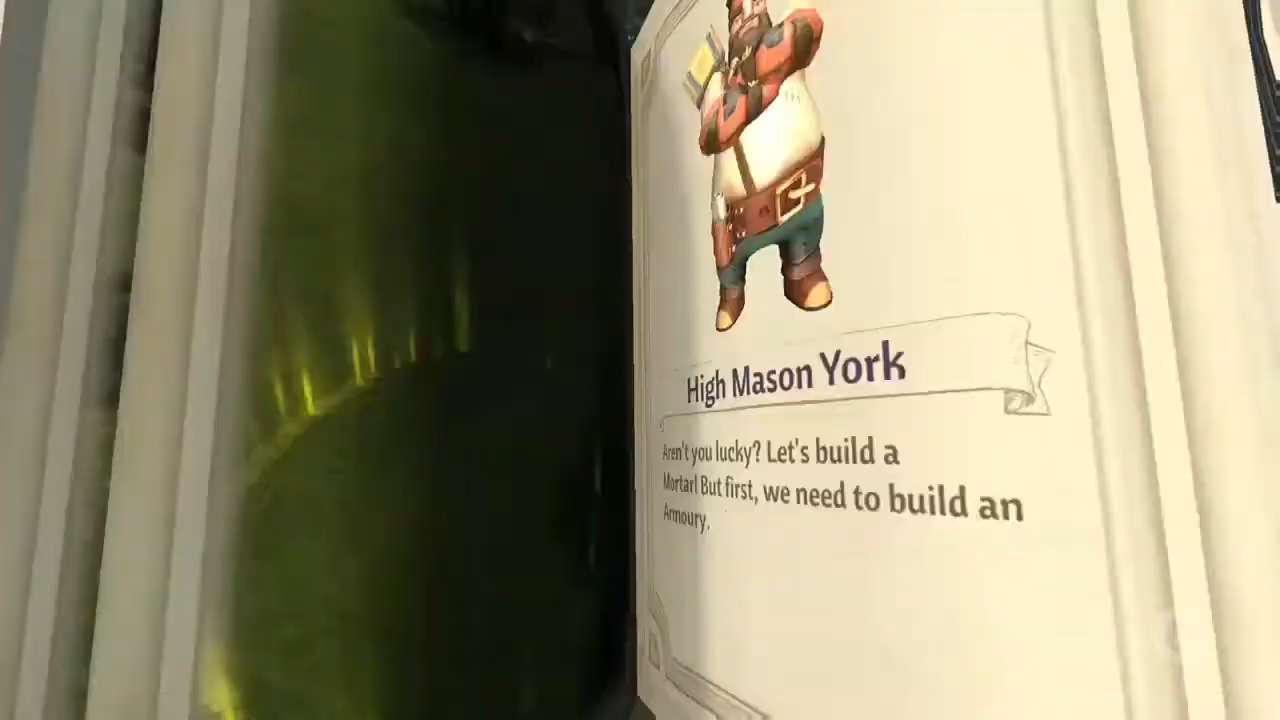 High Mason York
Aren't you lucky? Let's build a
Mortar! But first, we need to build an
Armoury.